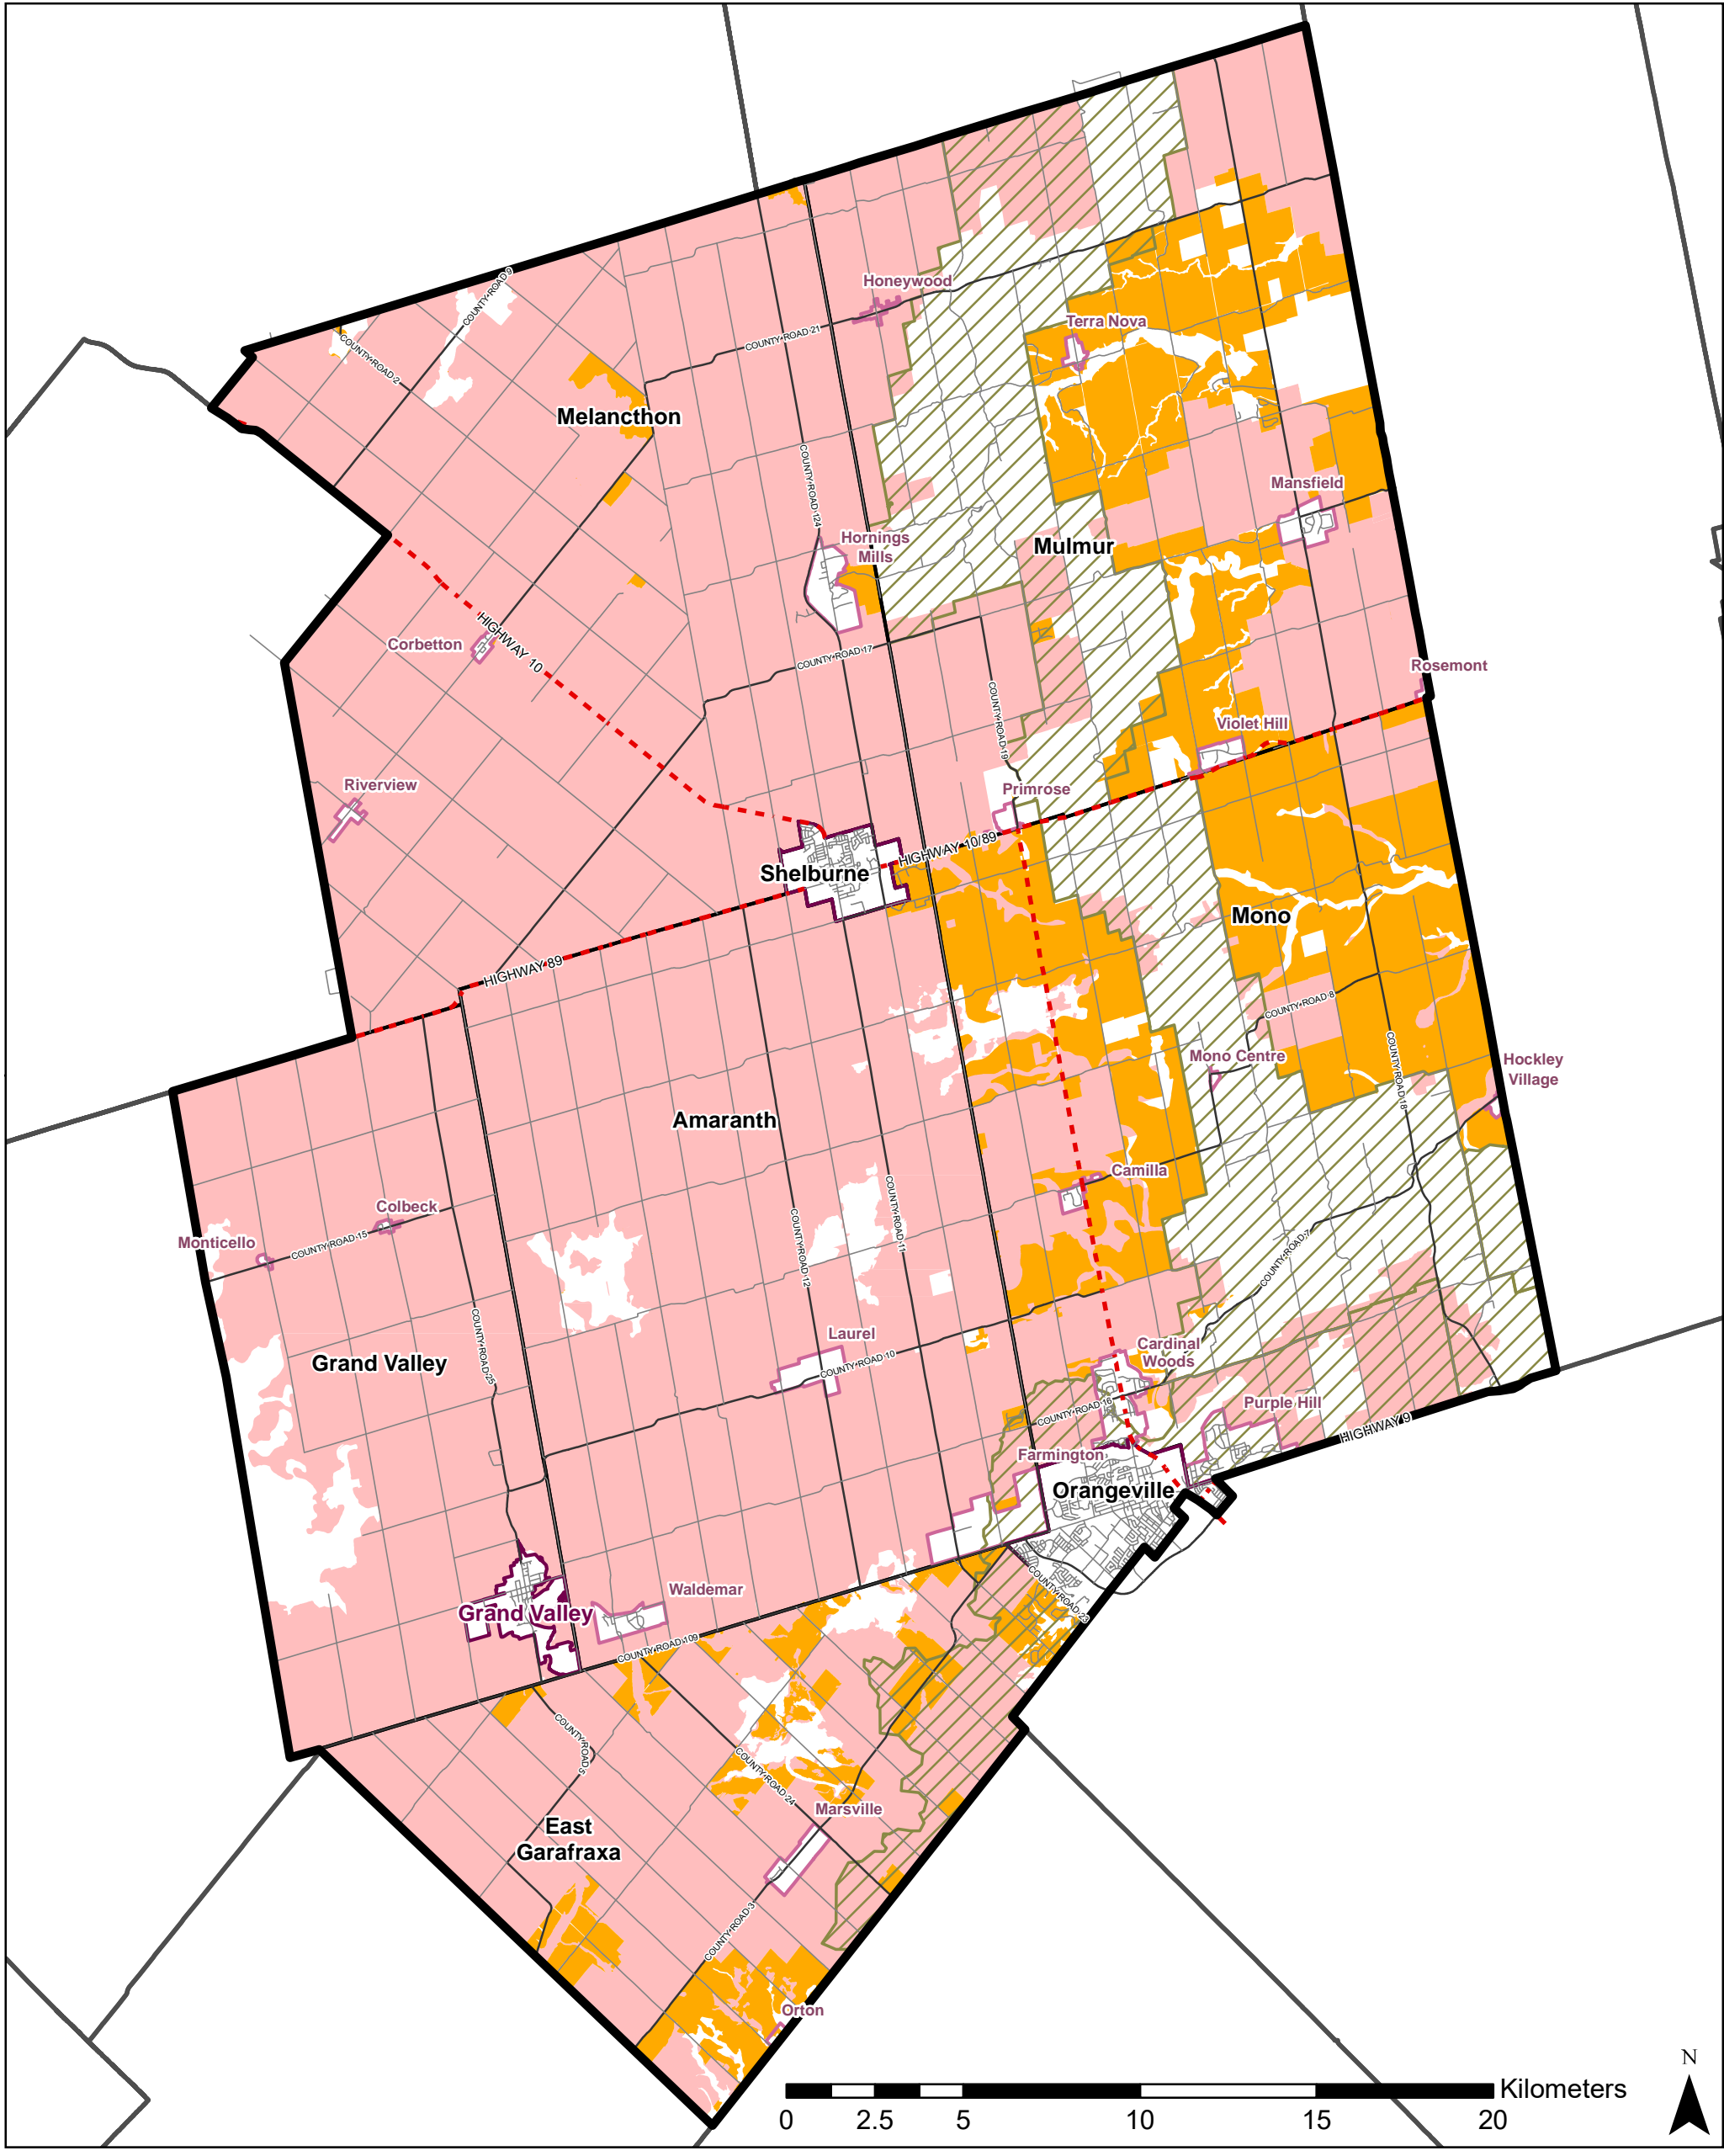 COUNTY ROAD 9
Honeywood
COUNTY ROAD 21
Terra Nova
COUNTY ROAD 2
Melancthon
COUNTY ROAD 124
Mansfield
Hornings
Mills
Mulmur
HIGHWAY 10
Corbetton
COUNTY ROAD 17
Rosemont
COUNTY ROAD 19
Violet Hill
Riverview
Primrose
HIGHWAY 10/89
Shelburne
Mono
HIGHWAY 89
COUNTY ROAD 8
Mono Centre
COUNTY ROAD 18
Hockley
Village
Amaranth
Camilla
Colbeck
COUNTY ROAD 11
COUNTY ROAD 12
Monticello
COUNTY ROAD 15
COUNTY ROAD 7
COUNTY ROAD 25
Laurel
COUNTY ROAD 10
Grand Valley
Cardinal
Woods
COUNTY ROAD 16
Purple Hill
HIGHWAY 9
Farmington
Orangeville
Waldemar
COUNTY ROAD 23
Grand Valley
COUNTY ROAD 109
COUNTY ROAD 5
COUNTY ROAD 24
Marsville
East
Garafraxa
COUNTY ROAD 3
Orton
N
Kilometers
0 2.5 5 10 15 20